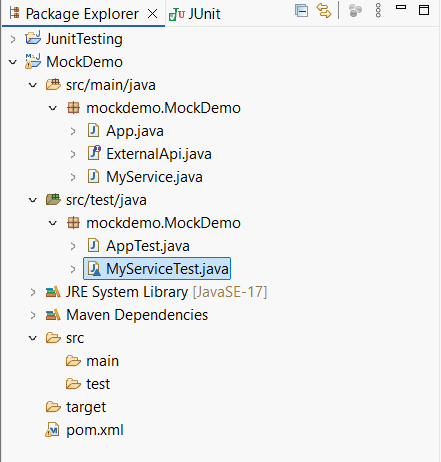 Package Explorer JUnit
JunitTesting
MockDemo
src/main/java
mockdemo.MockDemo
App.java
ExternalApi.java
MyService.java
src/test/java
mockdemo.MockDemo
AppTest.java
MyServiceTest.java
JRE System Library [JavaSE-17]
Maven Dependencies
src
main
test
target
pom.xml